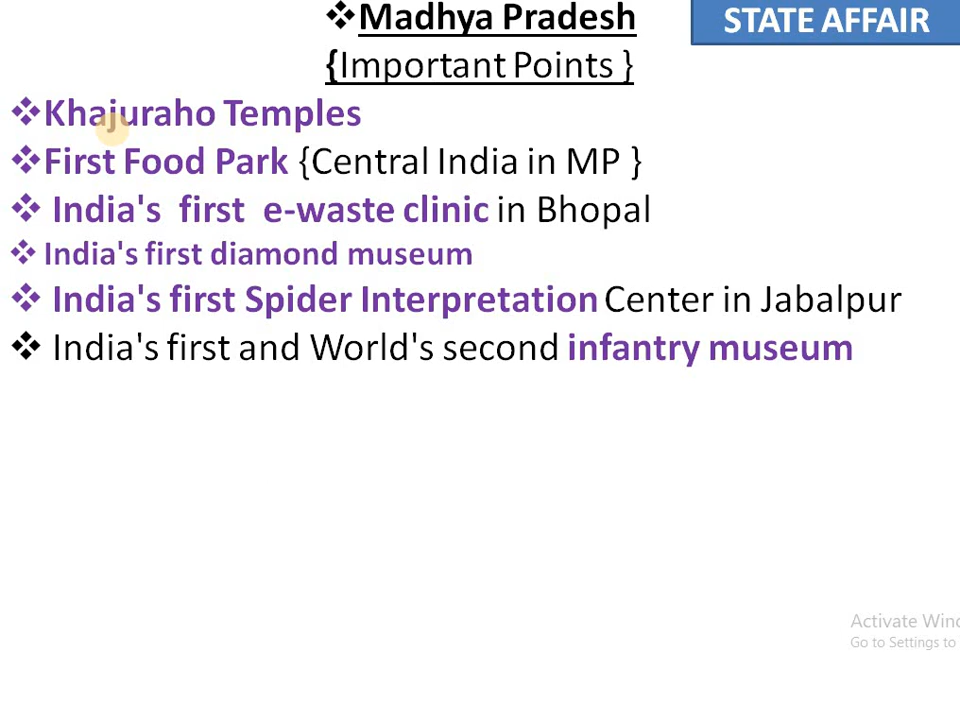 ❖Madhya Pradesh
STATE AFFAIR
{Important Points }
❖Khajuraho Temples
❖First Food Park {Central India in MP }
❖ India's first e-waste clinic in Bhopal
❖ India's first diamond museum
❖ India's first Spider Interpretation Center in Jabalpur
❖ India's first and World's second infantry museum
Activate Wind
Go to Settings to